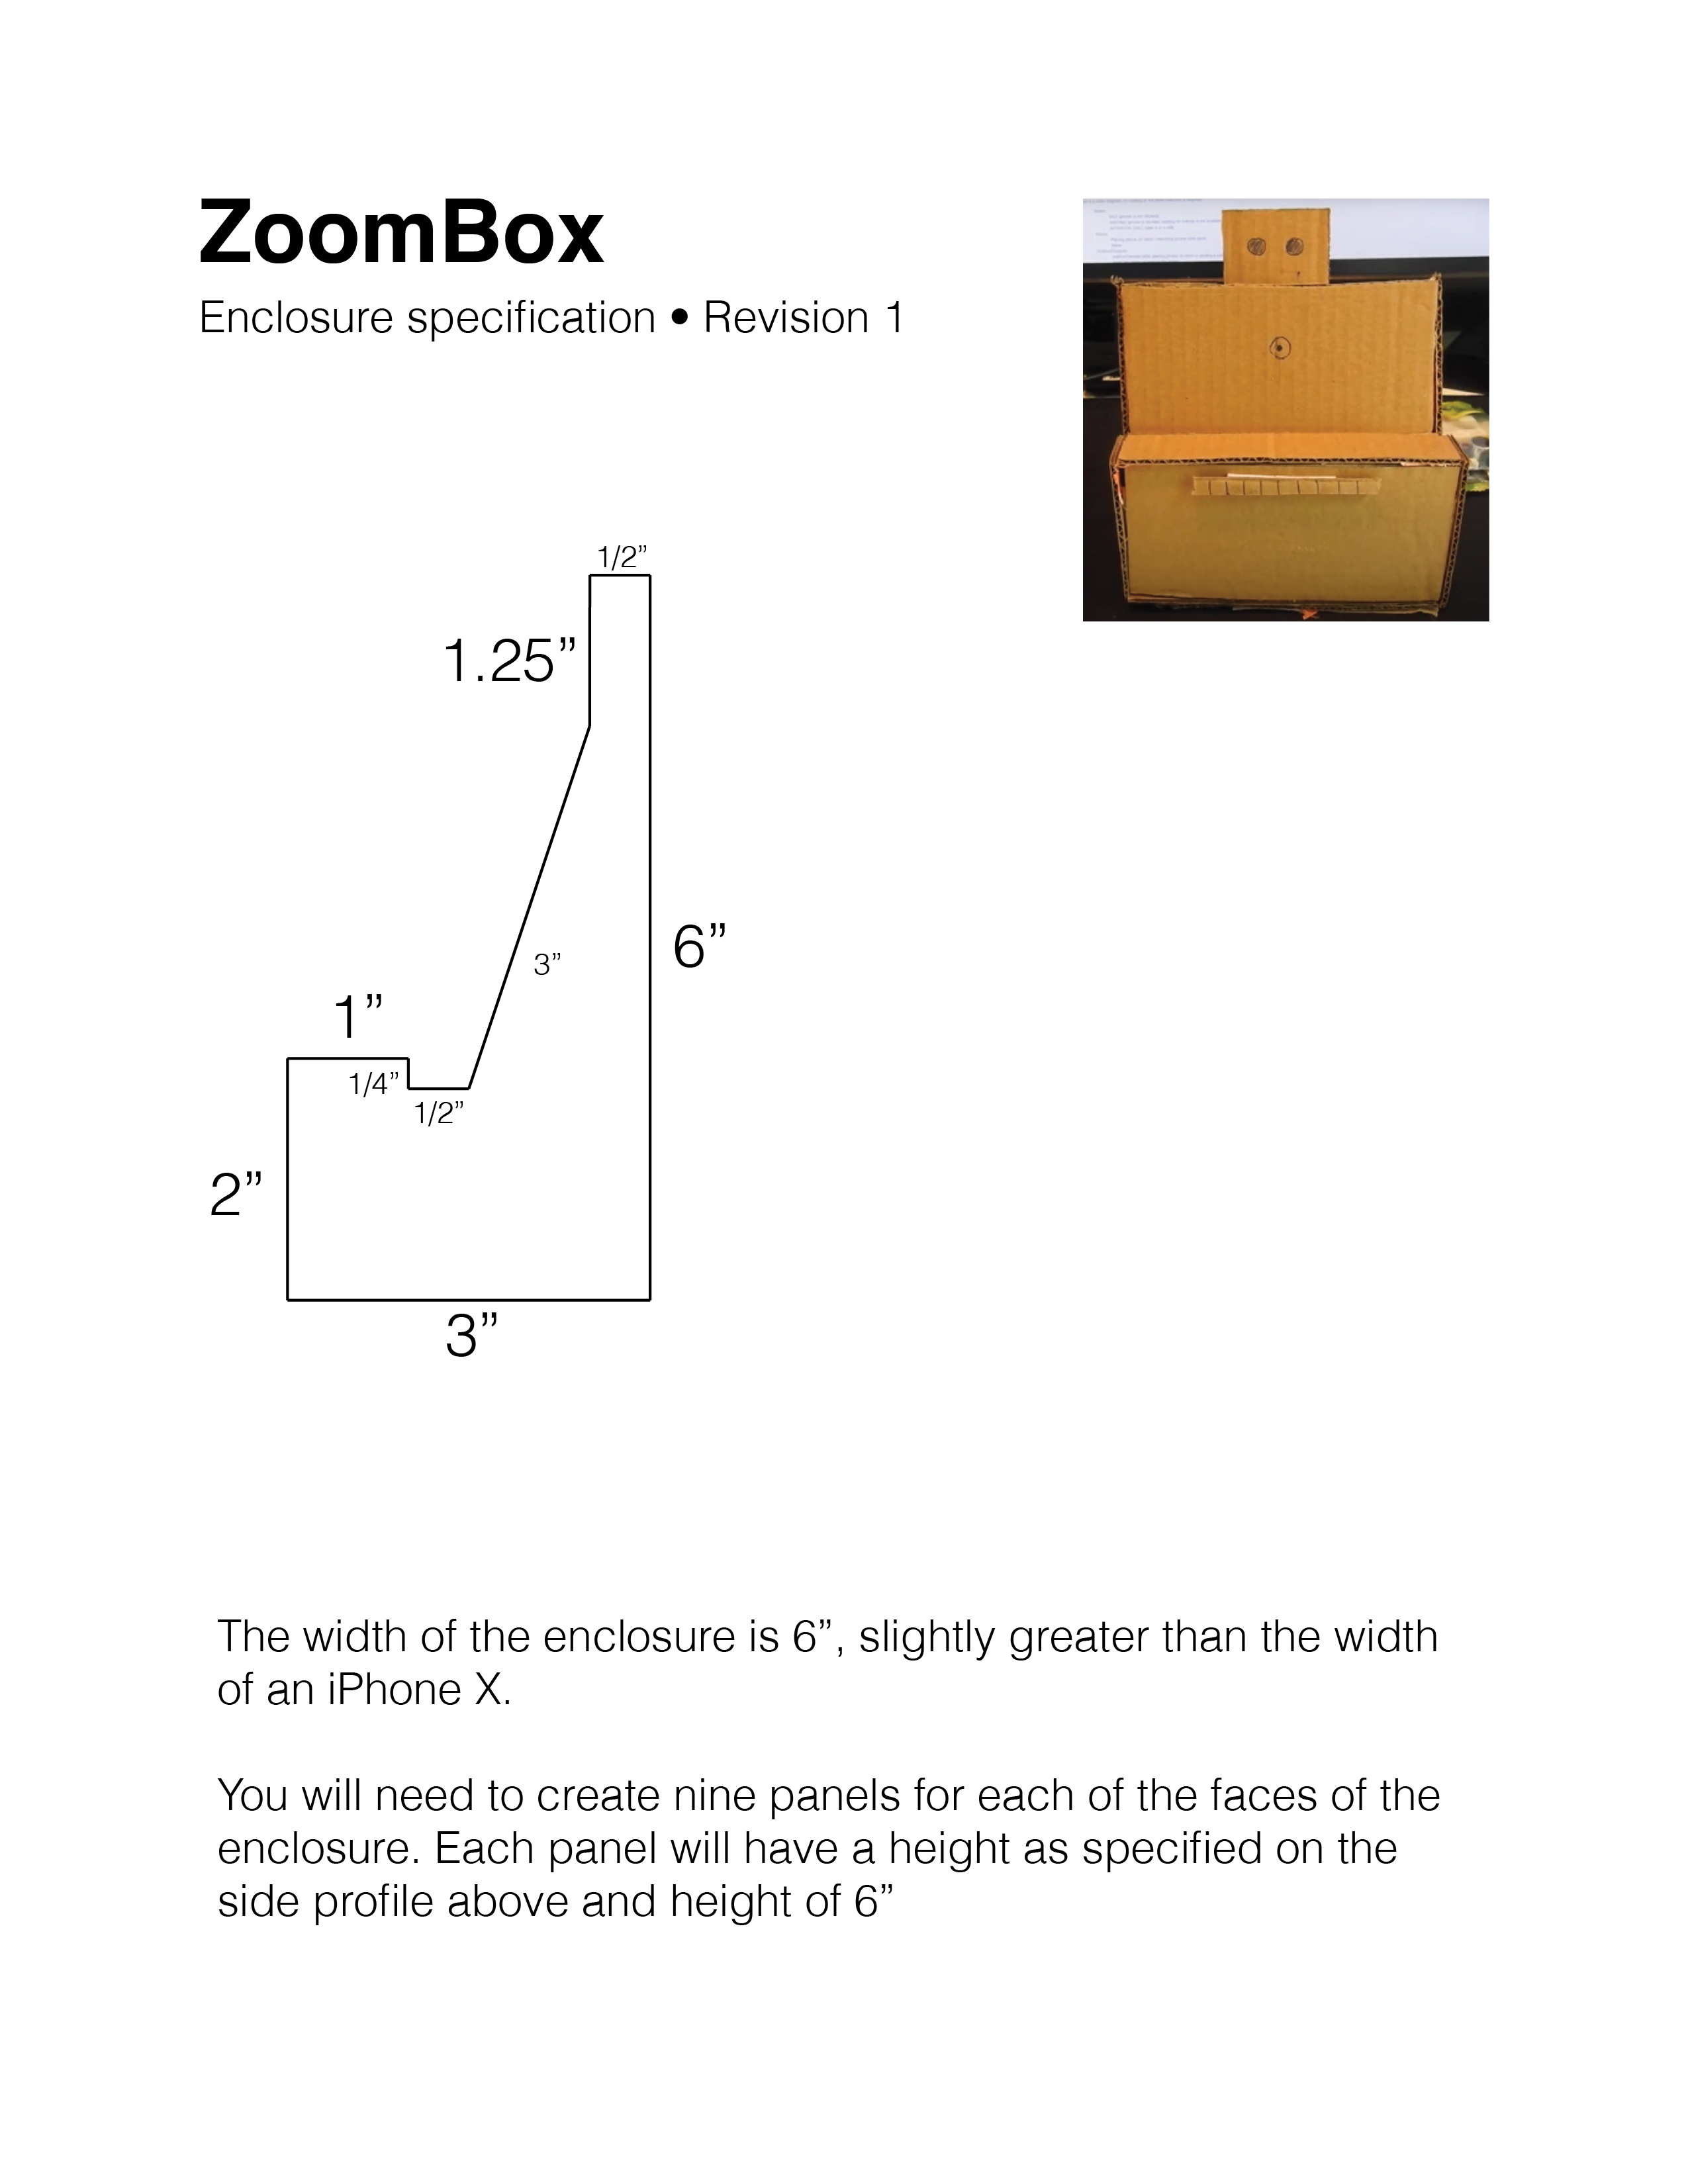 ZoomBox
Enclosure specification • Revision 1
1/2”
1.25”
6”
3”
1”
1/4”
1/2”
2”
3”
The width of the enclosure is 6”, slightly greater than the width
of an iPhone X.
You will need to create nine panels for each of the faces of the
enclosure. Each panel will have a height as specified on the
side profile above and height of 6”